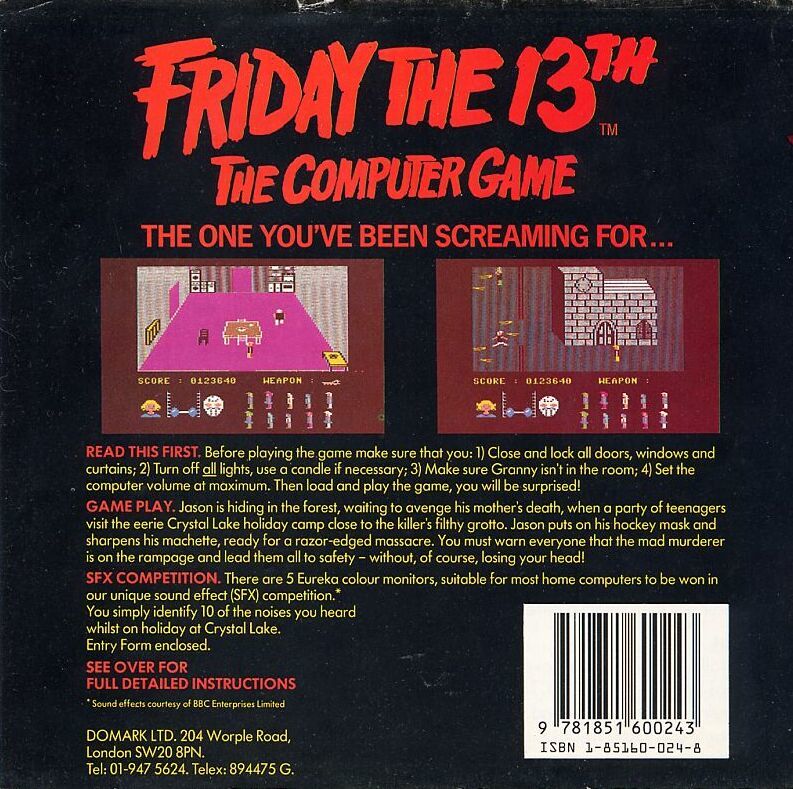 FRIDAY THE 13TH
TM
THE COMPUTER GAME
THE ONE YOU'VE BEEN SCREAMING FOR...
SCORE : 0123640 WEAPON :
SCORE : 0123640 WEAPON :
READ THIS FIRST. Before playing the game make sure that you: 1) Close and lock all doors, windows and
curtains; 2) Turn off all lights, use a candle if necessary; 3) Make sure Granny isn't in the room; 4) Set the
computer volume at maximum. Then load and play the game, you will be surprised!
GAME PLAY. Jason is hiding in the forest, waiting to avenge his mother's death, when a party of teenagers
visit the eerie Crystal Lake holiday camp close to the killer's filthy grotto. Jason puts on his hockey mask and
sharpens his machette, ready for a razor-edged massacre. You must warn everyone that the mad murderer
is on the rampage and lead them all to safety – without, of course, losing your head!
SFX COMPETITION. There are 5 Eureka colour monitors, suitable for most home computers to be won in
our unique sound effect (SFX) competition.*
You simply identify 10 of the noises you heard
whilst on holiday at Crystal Lake.
Entry Form enclosed.
SEE OVER FOR
FULL DETAILED INSTRUCTIONS
* Sound effects courtesy of BBC Enterprises Limited
DOMARK LTD. 204 Worple Road,
London SW20 8PN.
Tel: 01-947 5624. Telex: 894475 G.
9 781851 600243
ISBN 1-85160-024-8